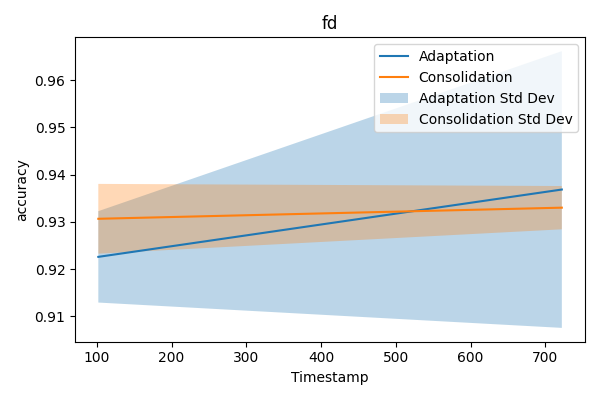 fd
Adaptation
Consolidation
Adaptation Std Dev
Consolidation Std Dev
accuracy
0.96
0.95
0.94
0.93
0.92
0.91
100 200 300 400 500 600 700
Timestamp